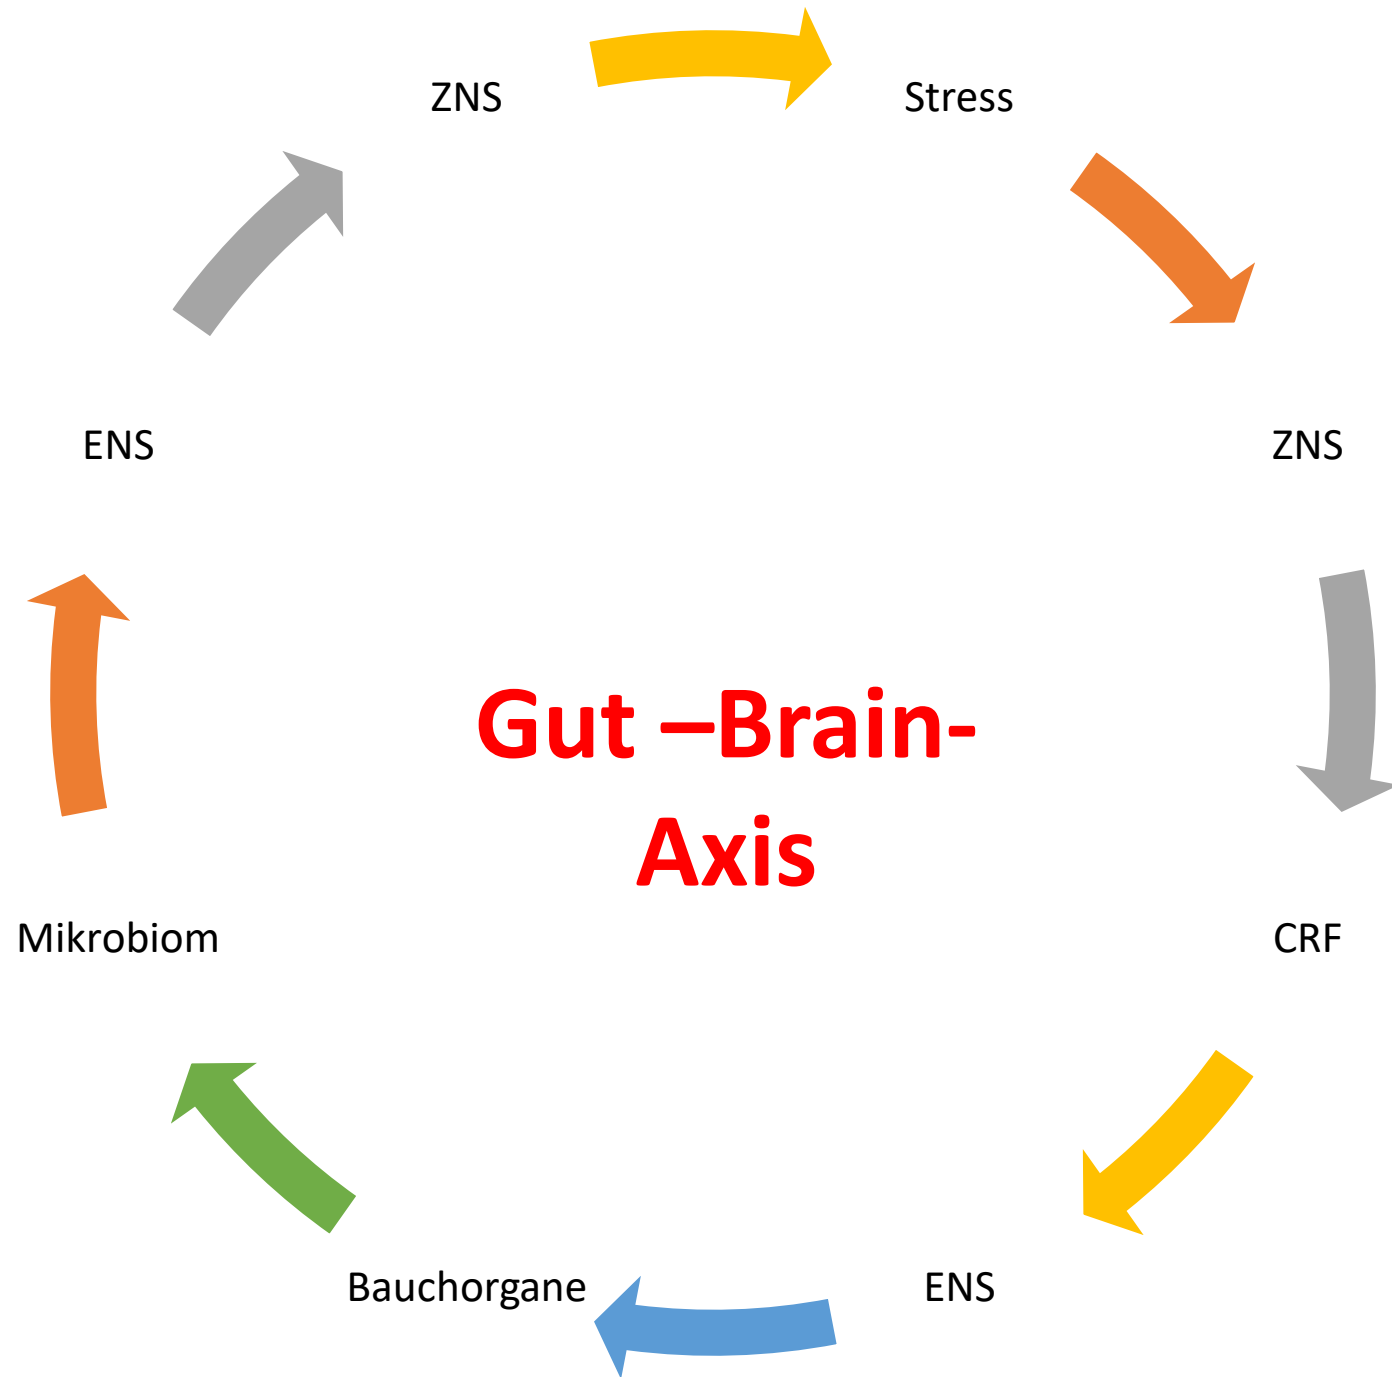 ZNS
Stress
ENS
ZNS
Gut –Brain-
Axis
Mikrobiom
CRF
Bauchorgane
ENS